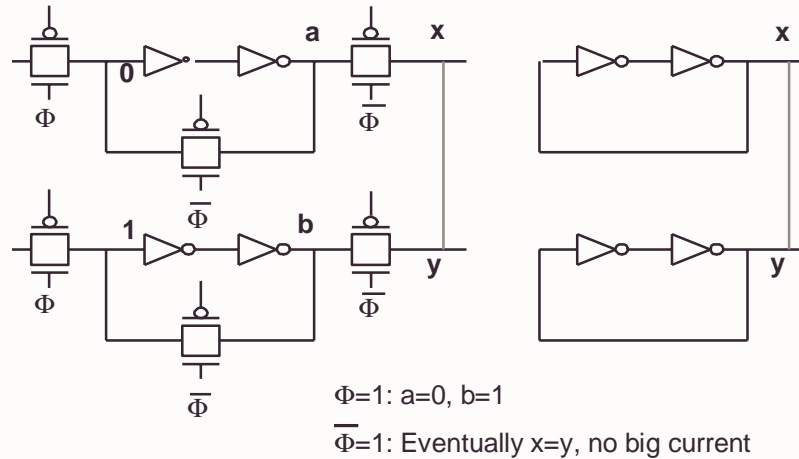 a x x
0
Φ Φ̅
Φ̅
1 b
y y
Φ Φ̅
Φ̅
Φ=1: a=0, b=1
Φ̅=1: Eventually x=y, no big current